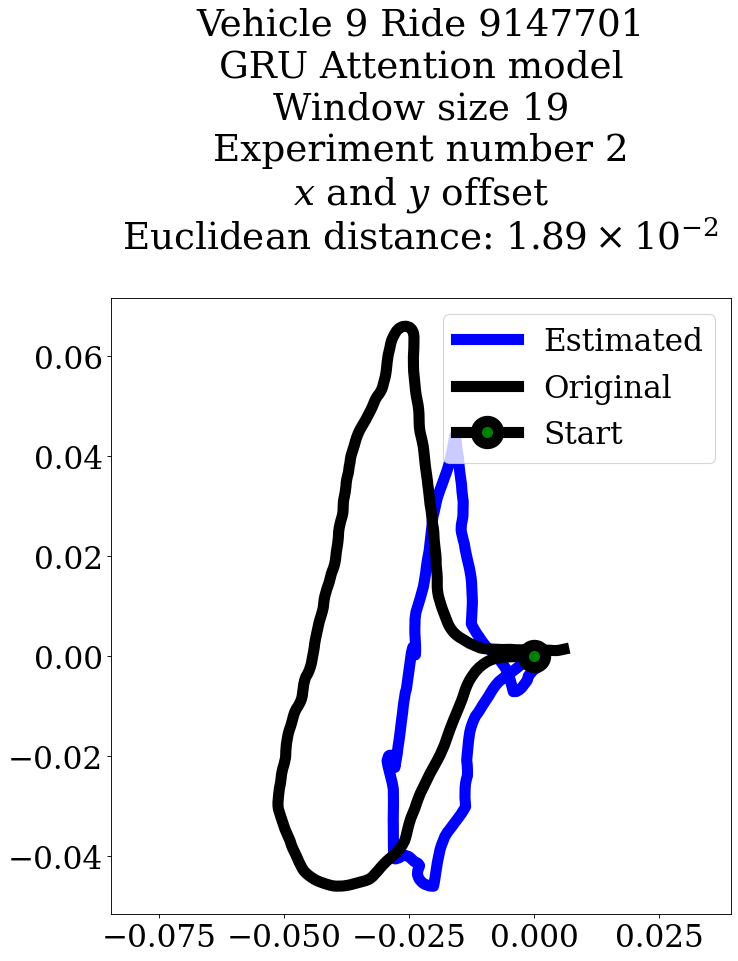 Vehicle 9 Ride 9147701
GRU Attention model
Window size 19
Experiment number 2
x and y offset
Euclidean distance: 1.89 × 10⁻²
Estimated
Original
Start
0.06
0.04
0.02
0.00
−0.02
−0.04
−0.075 −0.050 −0.025 0.000 0.025